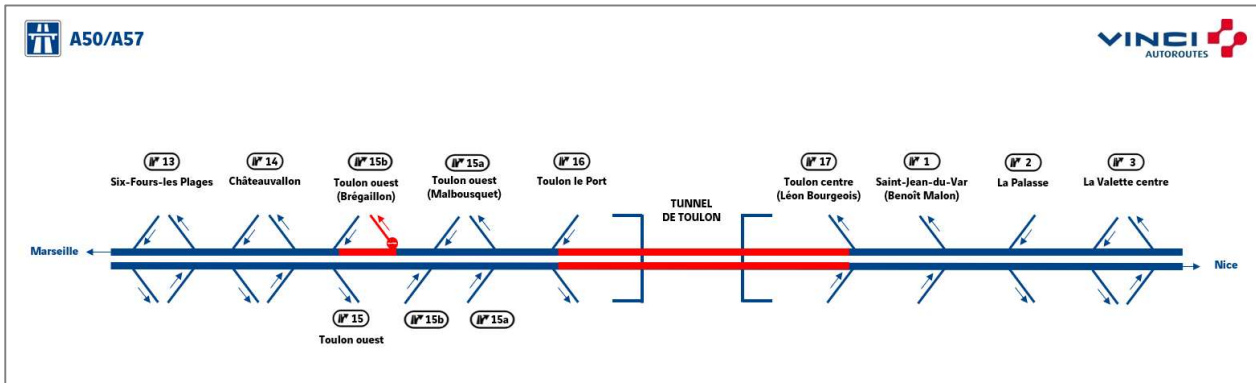 A50/A57
VINCI
AUTOROUTES
13
14
15b
15a
16
17
1
2
3
Six-Fours-les Plages
Châteauvallon
Toulon ouest
(Brégaillon)
Toulon ouest
(Malbousquet)
Toulon le Port
TUNNEL
DE TOULON
Toulon centre
(Léon Bourgeois)
Saint-Jean-du-Var
(Benoît Malon)
La Palasse
La Valette centre
Marseille
Nice
15
15b
15a
Toulon ouest